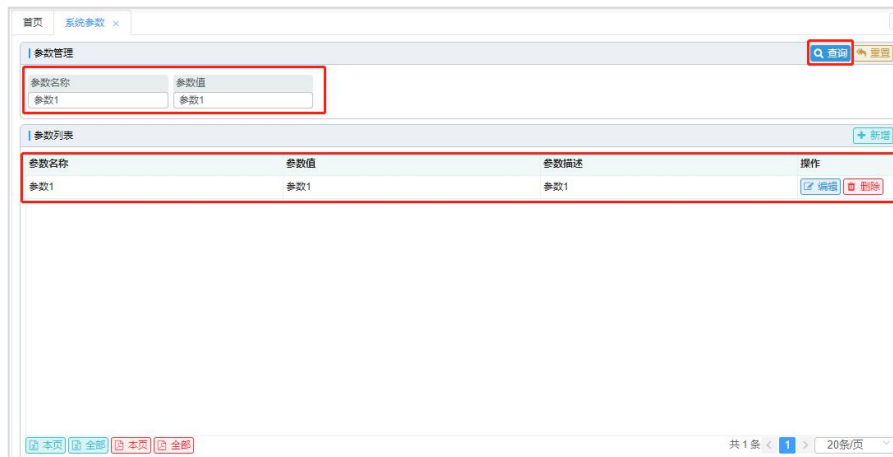 首页 系统参数 ×
参数管理 查询 重置
参数名称 参数值
参数1 参数1
参数列表 + 新增
参数名称 参数值 参数描述 操作
参数1 参数1 参数1 编辑 删除
本页 全部 本页 全部 共1条 < 1 > 20条/页